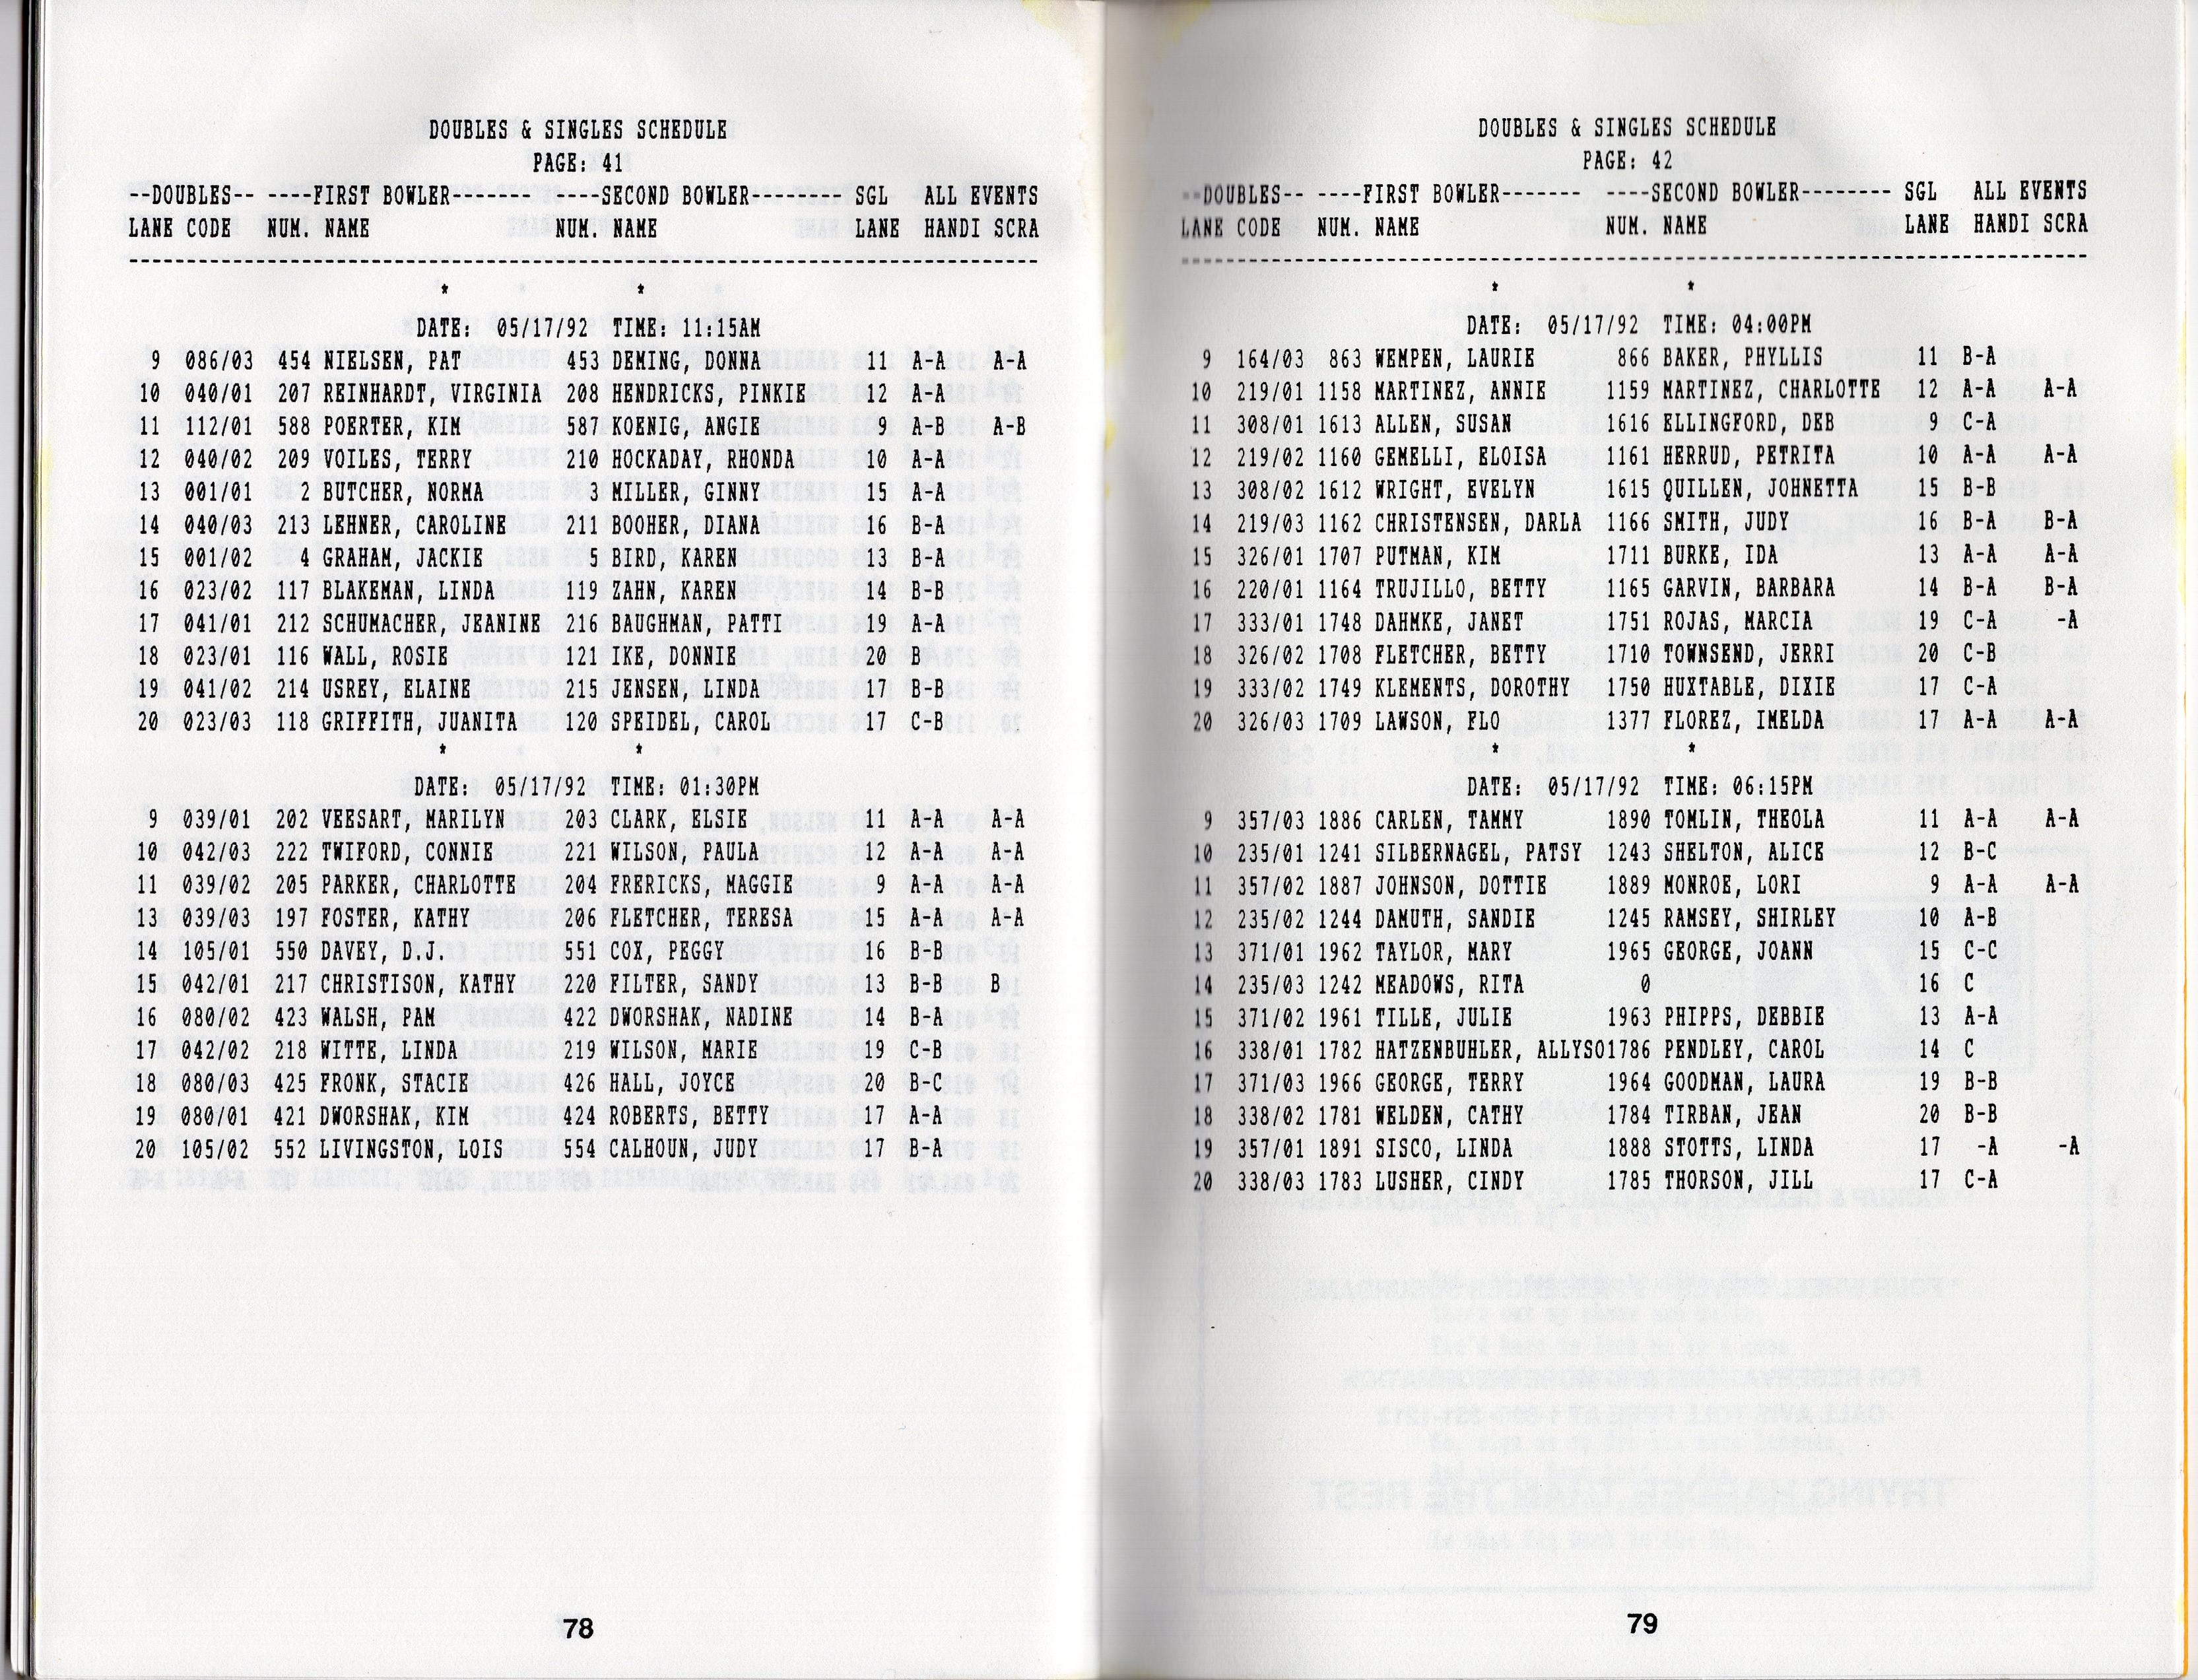 DOUBLES & SINGLES SCHEDULE
PAGE: 41
--DOUBLES-- ----FIRST BOWLER------- ----SECOND BOWLER-------- SGL ALL EVENTS
LANE CODE NUM. NAME NUM. NAME LANE HANDI SCRA
* *
DATE: 05/17/92 TIME: 11:15AM
9 086/03 454 NIELSEN, PAT 453 DEMING, DONNA 11 A-A A-A
10 040/01 207 REINHARDT, VIRGINIA 208 HENDRICKS, PINKIE 12 A-A
11 112/01 588 POERTER, KIM 587 KOENIG, ANGIE 9 A-B A-B
12 040/02 209 VOILES, TERRY 210 HOCKADAY, RHONDA 10 A-A
13 001/01 2 BUTCHER, NORMA 3 MILLER, GINNY 15 A-A
14 040/03 213 LEHNER, CAROLINE 211 BOOHER, DIANA 16 B-A
15 001/02 4 GRAHAM, JACKIE 5 BIRD, KAREN 13 B-A
16 023/02 117 BLAKEMAN, LINDA 119 ZAHN, KAREN 14 B-B
17 041/01 212 SCHUMACHER, JEANINE 216 BAUGHMAN, PATTI 19 A-A
18 023/01 116 WALL, ROSIE 121 IKE, DONNIE 20 B
19 041/02 214 USREY, ELAINE 215 JENSEN, LINDA 17 B-B
20 023/03 118 GRIFFITH, JUANITA 120 SPEIDEL, CAROL 17 C-B
* *
DATE: 05/17/92 TIME: 01:30PM
9 039/01 202 VEESART, MARILYN 203 CLARK, ELSIE 11 A-A A-A
10 042/03 222 TWIFORD, CONNIE 221 WILSON, PAULA 12 A-A A-A
11 039/02 205 PARKER, CHARLOTTE 204 FRERICKS, MAGGIE 9 A-A A-A
13 039/03 197 FOSTER, KATHY 206 FLETCHER, TERESA 15 A-A A-A
14 105/01 550 DAVEY, D.J. 551 COX, PEGGY 16 B-B
15 042/01 217 CHRISTISON, KATHY 220 FILTER, SANDY 13 B-B B
16 080/02 423 WALSH, PAM 422 DWORSHAK, NADINE 14 B-A
17 042/02 218 WITTE, LINDA 219 WILSON, MARIE 19 C-B
18 080/03 425 FRONK, STACIE 426 HALL, JOYCE 20 B-C
19 080/01 421 DWORSHAK, KIM 424 ROBERTS, BETTY 17 A-A
20 105/02 552 LIVINGSTON, LOIS 554 CALHOUN, JUDY 17 B-A
78
DOUBLES & SINGLES SCHEDULE
PAGE: 42
--DOUBLES-- ----FIRST BOWLER------- ----SECOND BOWLER-------- SGL ALL EVENTS
LANE CODE NUM. NAME NUM. NAME LANE HANDI SCRA
* *
DATE: 05/17/92 TIME: 04:00PM
9 164/03 863 WEMPEN, LAURIE 866 BAKER, PHYLLIS 11 B-A
10 219/01 1158 MARTINEZ, ANNIE 1159 MARTINEZ, CHARLOTTE 12 A-A A-A
11 308/01 1613 ALLEN, SUSAN 1616 ELLINGFORD, DEB 9 C-A
12 219/02 1160 GEMELLI, ELOISA 1161 HERRUD, PETRITA 10 A-A A-A
13 308/02 1612 WRIGHT, EVELYN 1615 QUILLEN, JOHNETTA 15 B-B
14 219/03 1162 CHRISTENSEN, DARLA 1166 SMITH, JUDY 16 B-A B-A
15 326/01 1707 PUTMAN, KIM 1711 BURKE, IDA 13 A-A A-A
16 220/01 1164 TRUJILLO, BETTY 1165 GARVIN, BARBARA 14 B-A B-A
17 333/01 1748 DAHMKE, JANET 1751 ROJAS, MARCIA 19 C-A -A
18 326/02 1708 FLETCHER, BETTY 1710 TOWNSEND, JERRI 20 C-B
19 333/02 1749 KLEMENTS, DOROTHY 1750 HUXTABLE, DIXIE 17 C-A
20 326/03 1709 LAWSON, FLO 1377 FLOREZ, IMELDA 17 A-A A-A
* *
DATE: 05/17/92 TIME: 06:15PM
9 357/03 1886 CARLEN, TAMMY 1890 TOMLIN, THEOLA 11 A-A A-A
10 235/01 1241 SILBERNAGEL, PATSY 1243 SHELTON, ALICE 12 B-C
11 357/02 1887 JOHNSON, DOTTIE 1889 MONROE, LORI 9 A-A A-A
12 235/02 1244 DAMUTH, SANDIE 1245 RAMSEY, SHIRLEY 10 A-B
13 371/01 1962 TAYLOR, MARY 1965 GEORGE, JOANN 15 C-C
14 235/03 1242 MEADOWS, RITA 0 16 C
15 371/02 1961 TILLE, JULIE 1963 PHIPPS, DEBBIE 13 A-A
16 338/01 1782 HATZENBUHLER, ALLYSO1786 PENDLEY, CAROL 14 C
17 371/03 1966 GEORGE, TERRY 1964 GOODMAN, LAURA 19 B-B
18 338/02 1781 WELDEN, CATHY 1784 TIRBAN, JEAN 20 B-B
19 357/01 1891 SISCO, LINDA 1888 STOTTS, LINDA 17 -A -A
20 338/03 1783 LUSHER, CINDY 1785 THORSON, JILL 17 C-A
79